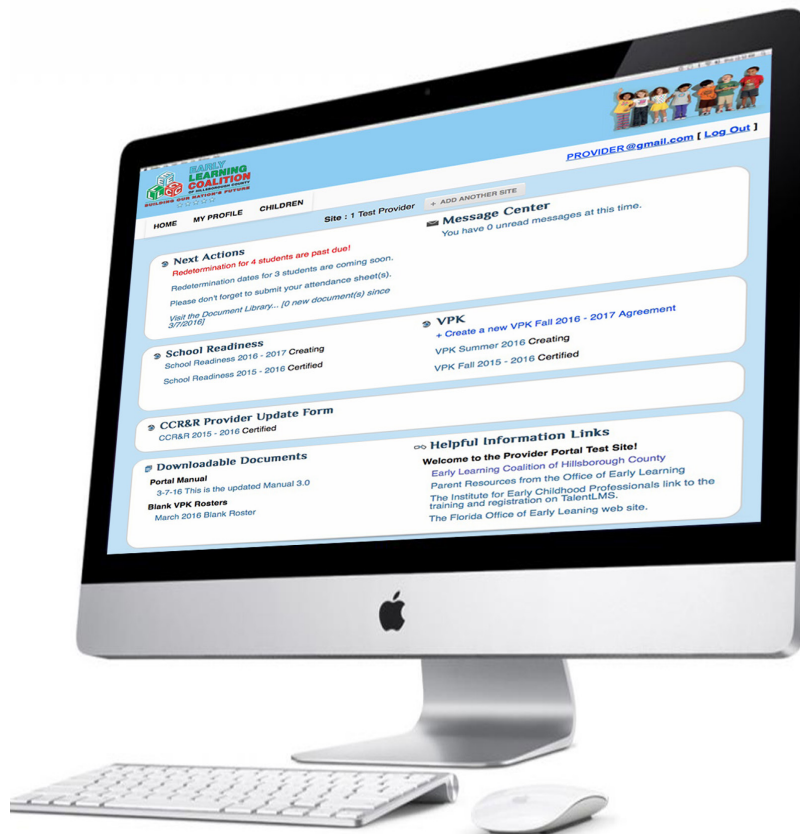 EARLY
LEARNING
COALITION
OF HILLSBOROUGH COUNTY
BUILDING OUR NATION'S FUTURE
PROVIDER@gmail.com [ Log Out ]
HOME MY PROFILE CHILDREN
Site : 1 Test Provider + ADD ANOTHER SITE
Next Actions
Redetermination for 4 students are past due!
Redetermination dates for 3 students are coming soon.
Please don't forget to submit your attendance sheet(s).
Visit the Document Library... [0 new document(s) since
3/7/2016]
Message Center
You have 0 unread messages at this time.
School Readiness
School Readiness 2016 - 2017 Creating
School Readiness 2015 - 2016 Certified
VPK
+ Create a new VPK Fall 2016 - 2017 Agreement
VPK Summer 2016 Creating
VPK Fall 2015 - 2016 Certified
CCR&R Provider Update Form
CCR&R 2015 - 2016 Certified
Downloadable Documents
Portal Manual
3-7-16 This is the updated Manual 3.0
Blank VPK Rosters
March 2016 Blank Roster
Helpful Information Links
Welcome to the Provider Portal Test Site!
Early Learning Coalition of Hillsborough County
Parent Resources from the Office of Early Learning
The Institute for Early Childhood Professionals link to the
training and registration on TalentLMS.
The Florida Office of Early Leaning web site.